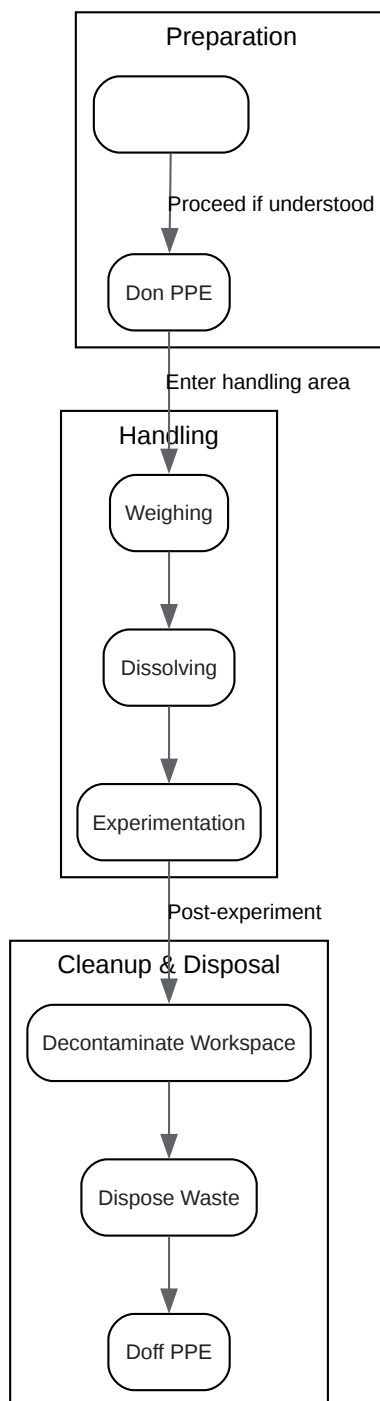 Preparation
Proceed if understood
Don PPE
Enter handling area
Handling
Weighing
Dissolving
Experimentation
Post-experiment
Cleanup & Disposal
Decontaminate Workspace
Dispose Waste
Doff PPE